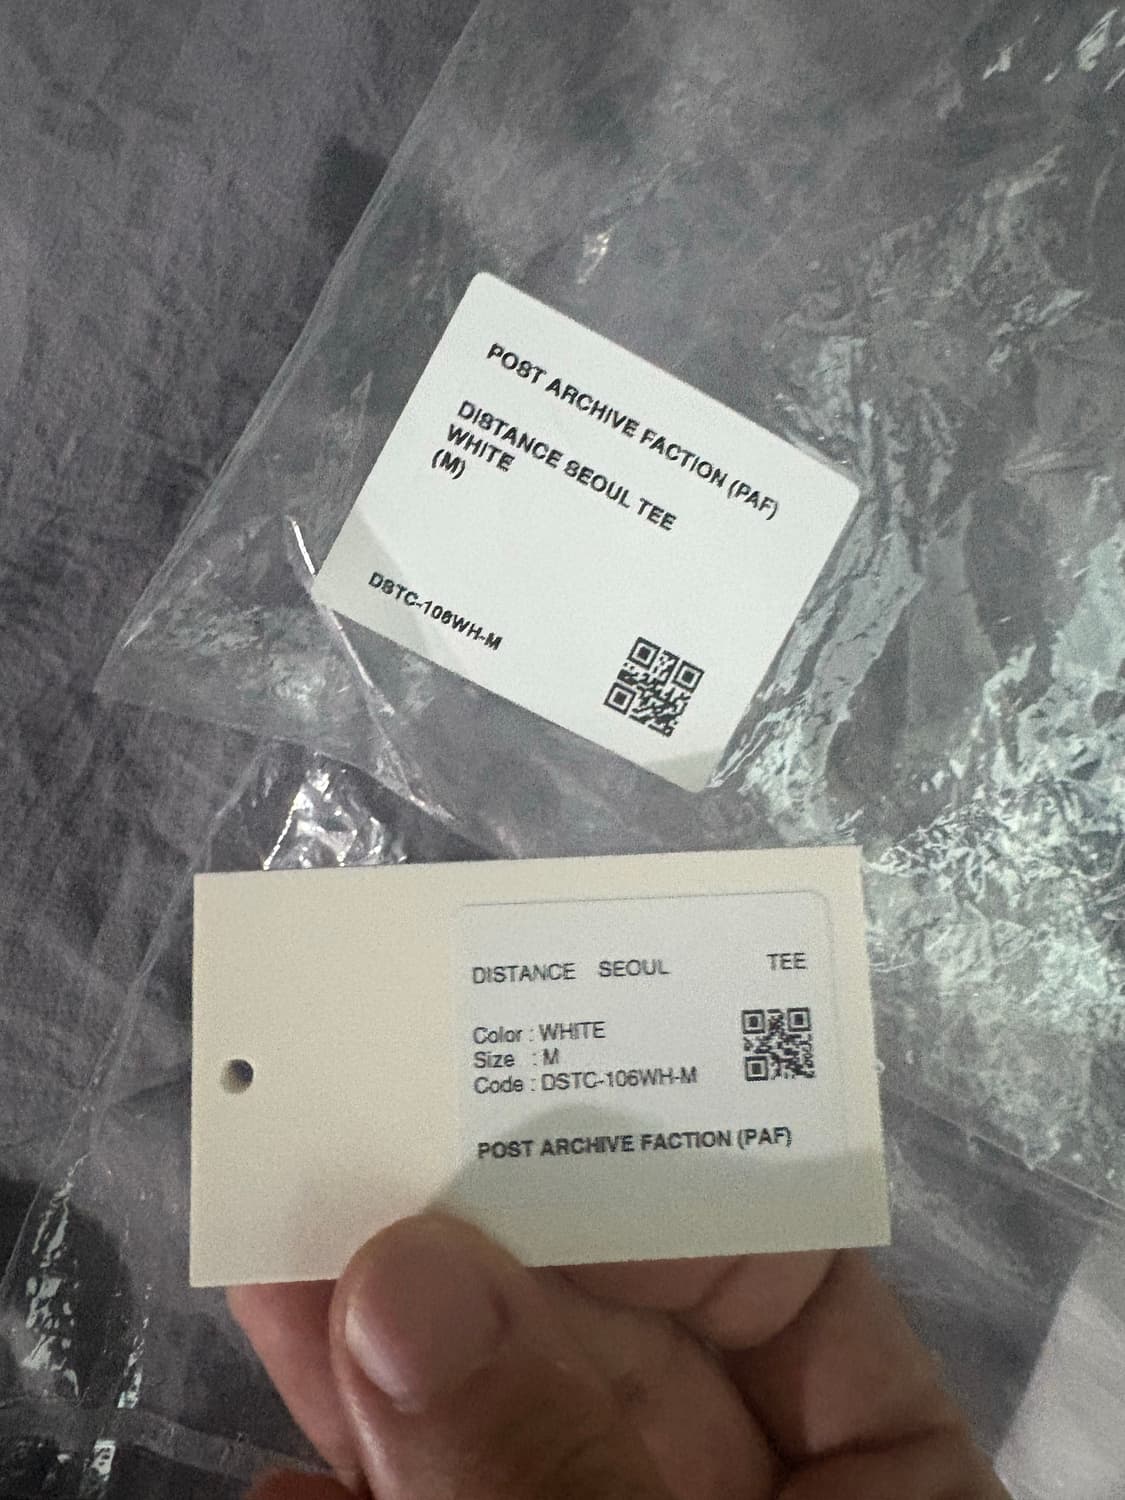 POST ARCHIVE FACTION (PAF)
DISTANCE SEOUL TEE
WHITE
(M)
DSTC-106WH-M
DISTANCE SEOUL TEE
Color : WHITE
Size : M
Code : DSTC-106WH-M
POST ARCHIVE FACTION (PAF)